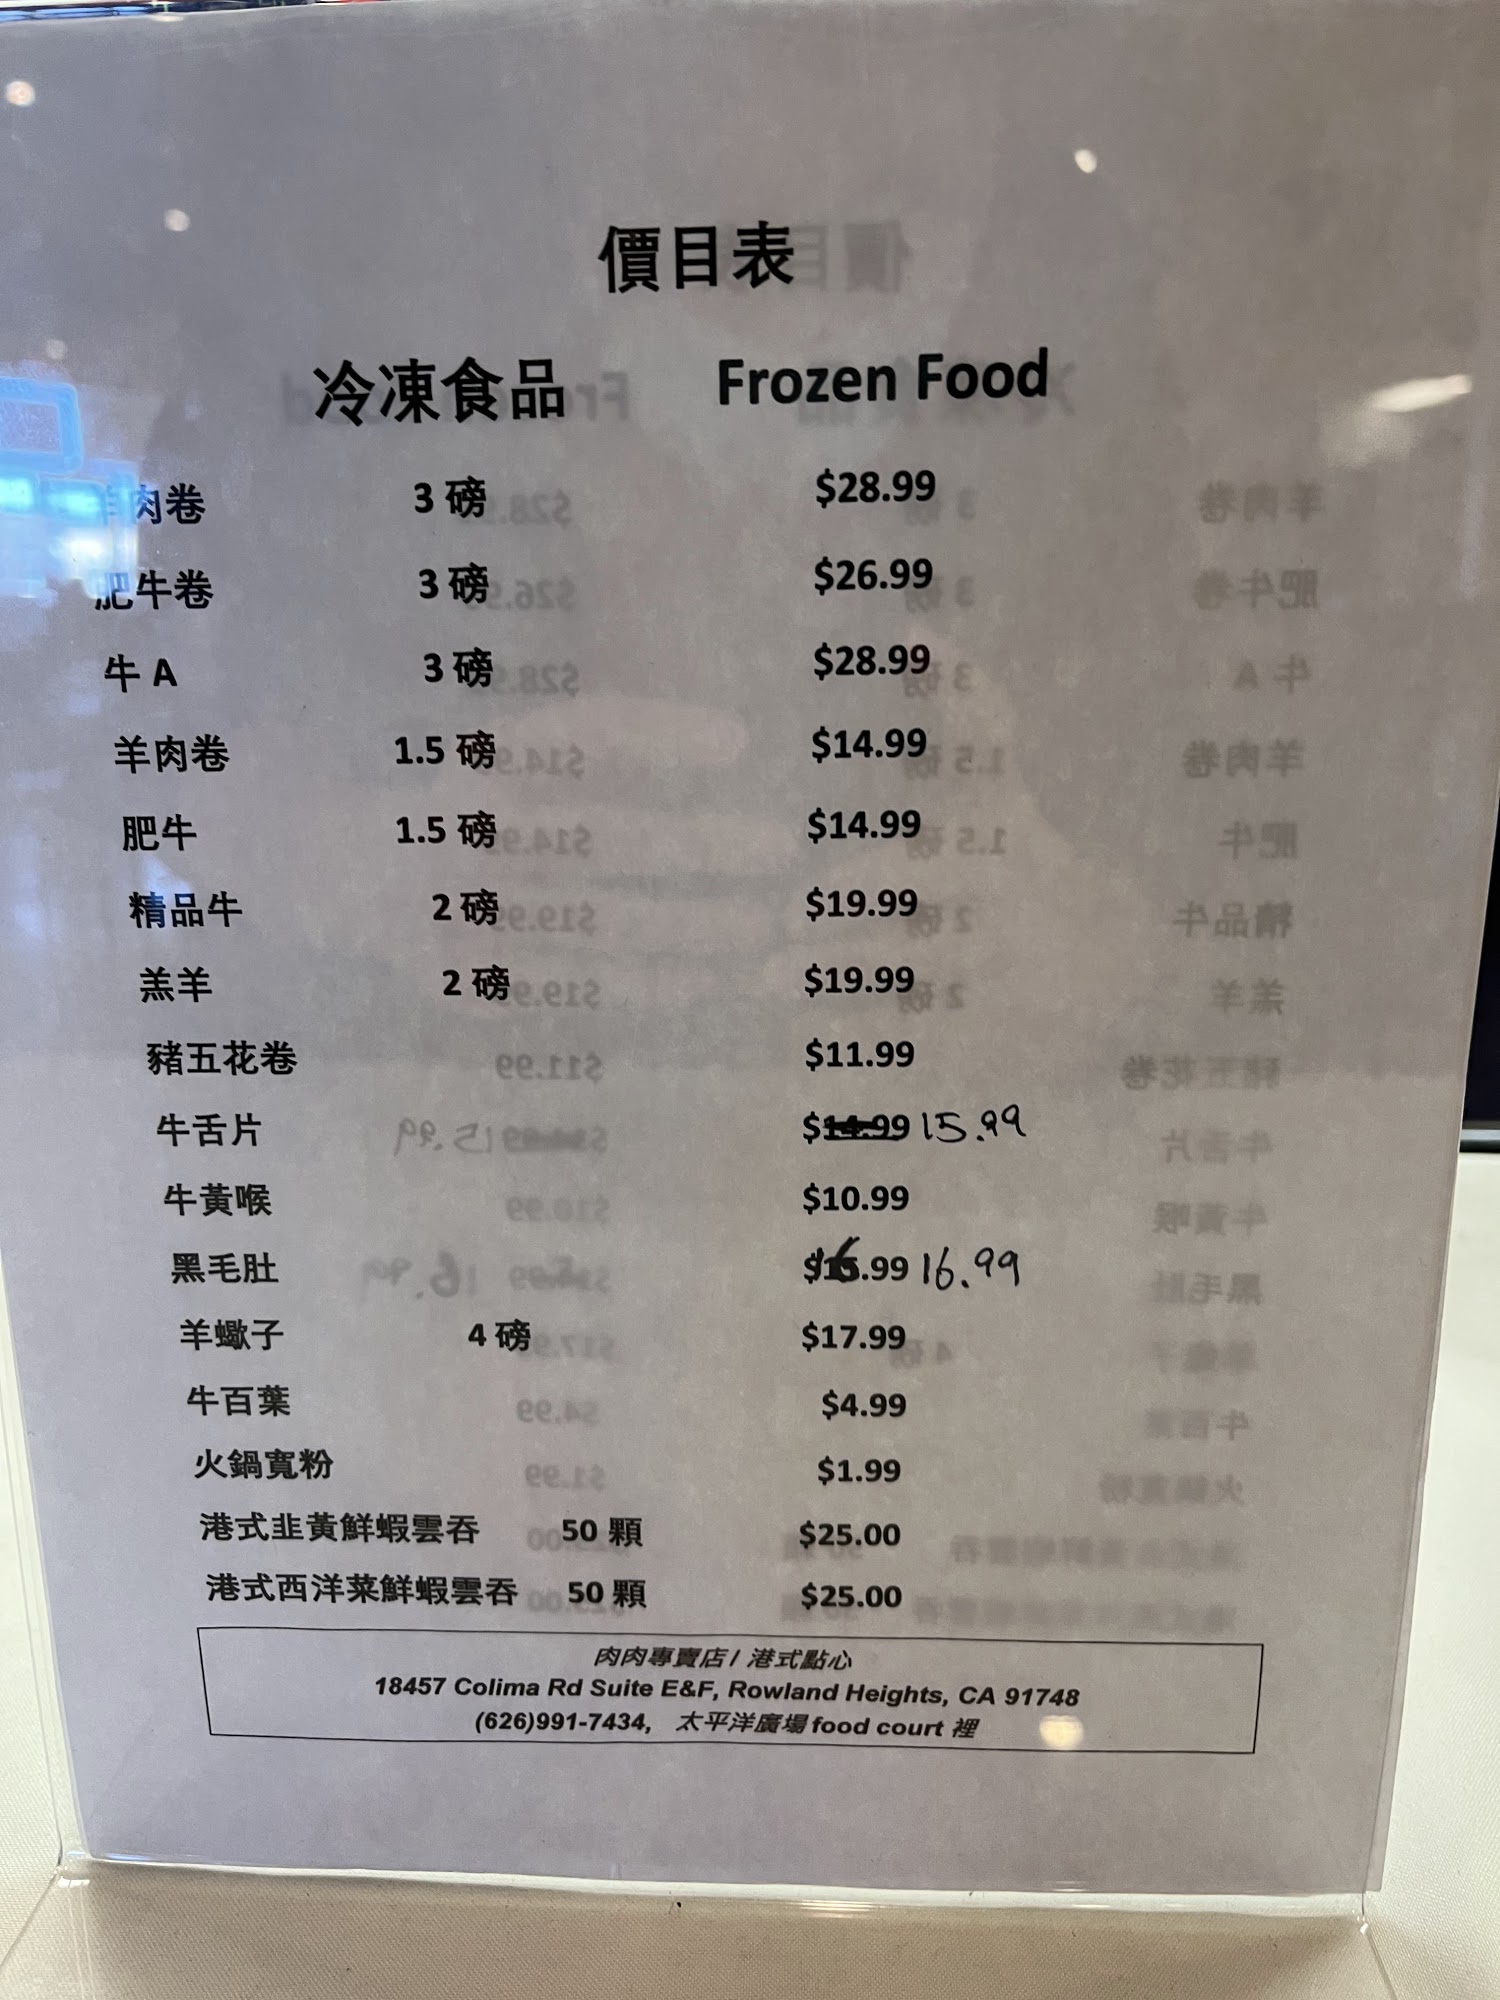 價目表
冷凍食品 Frozen Food
羊肉卷 3 磅 $28.99
肥牛卷 3 磅 $26.99
牛 A 3 磅 $28.99
羊肉卷 1.5 磅 $14.99
肥牛 1.5 磅 $14.99
精品牛 2 磅 $19.99
羔羊 2 磅 $19.99
豬五花卷 $11.99
牛舌片 $14.99 15.99
牛黃喉 $10.99
黑毛肚 $16.99 16.99
羊蠍子 4 磅 $17.99
牛百葉 $4.99
火鍋寬粉 $1.99
港式韭黃鮮蝦雲吞 50 顆 $25.00
港式西洋菜鮮蝦雲吞 50 顆 $25.00
肉肉專賣店/ 港式點心
18457 Colima Rd Suite E&F, Rowland Heights, CA 91748
(626)991-7434, 太平洋廣場 food court 裡